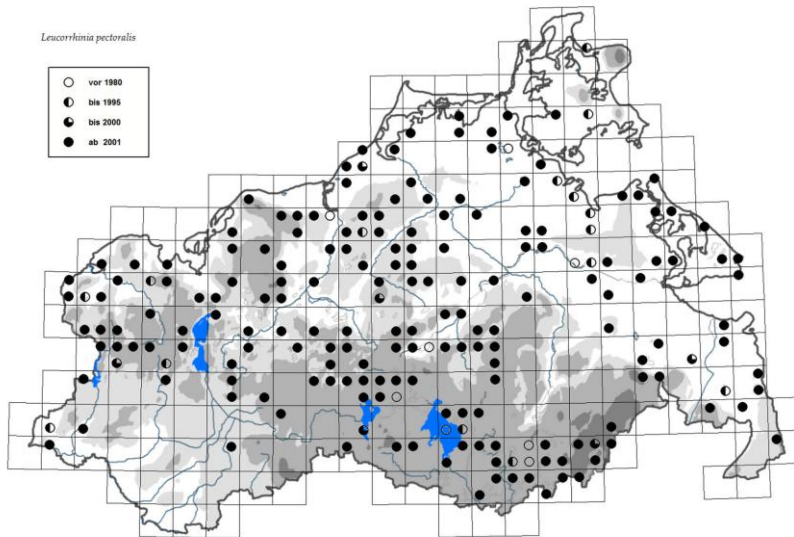 Leucorrhinia pectoralis
vor 1980
bis 1995
bis 2000
ab 2001